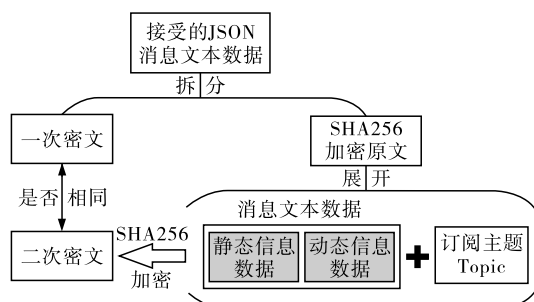 接受的JSON
消息文本数据
拆分
一次密文
SHA256
加密原文
展开
是否相同
消息文本数据
SHA256
加密
二次密文
静态信息
数据
动态信息
数据
订阅主题
Topic